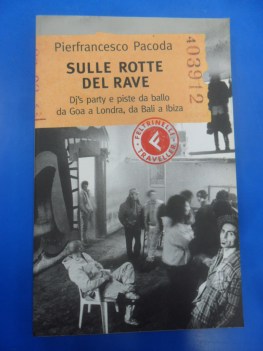 Pierfrancesco Pacoda
SULLE ROTTE
DEL RAVE
Dj's party e piste da ballo
da Goa a Londra, da Bali a Ibiza
403912
FELTRINELLI
F
TRAVELLER